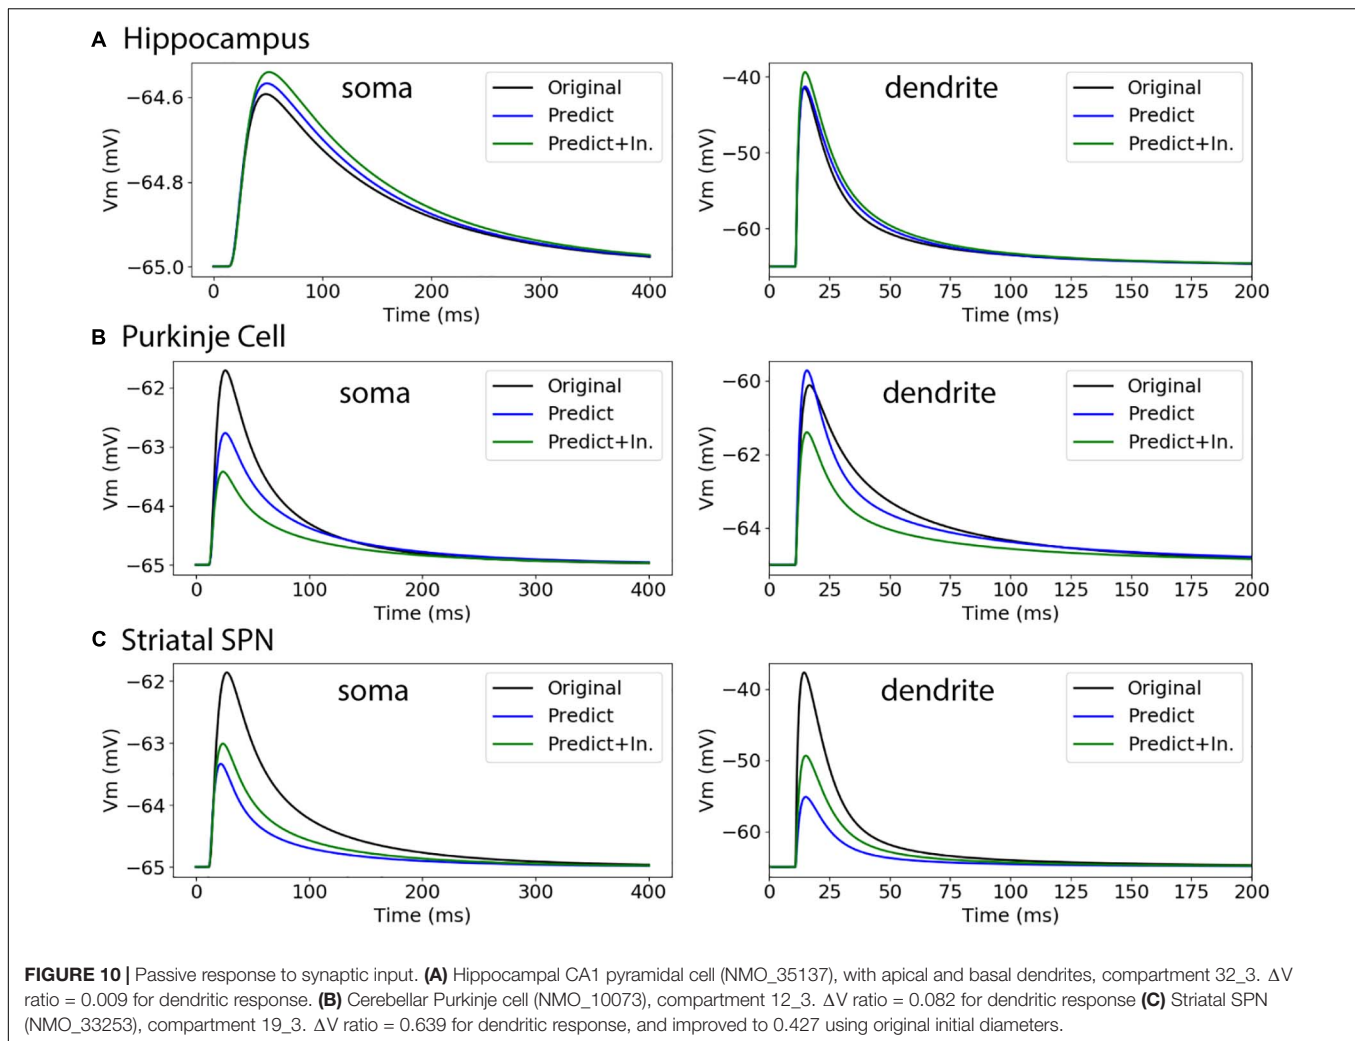 A Hippocampus
soma
Original
Predict
Predict+In.
−64.6
−64.8
−65.0
Vm (mV)
0 100 200 300 400
Time (ms)
dendrite
Original
Predict
Predict+In.
−40
−50
−60
Vm (mV)
0 25 50 75 100 125 150 175 200
Time (ms)
B Purkinje Cell
soma
Original
Predict
Predict+In.
−62
−63
−64
−65
Vm (mV)
0 100 200 300 400
Time (ms)
dendrite
Original
Predict
Predict+In.
−60
−62
−64
Vm (mV)
0 25 50 75 100 125 150 175 200
Time (ms)
C Striatal SPN
soma
Original
Predict
Predict+In.
−62
−63
−64
−65
Vm (mV)
0 100 200 300 400
Time (ms)
dendrite
Original
Predict
Predict+In.
−40
−50
−60
Vm (mV)
0 25 50 75 100 125 150 175 200
Time (ms)
FIGURE 10 | Passive response to synaptic input. (A) Hippocampal CA1 pyramidal cell (NMO_35137), with apical and basal dendrites, compartment 32_3. ΔV
ratio = 0.009 for dendritic response. (B) Cerebellar Purkinje cell (NMO_10073), compartment 12_3. ΔV ratio = 0.082 for dendritic response (C) Striatal SPN
(NMO_33253), compartment 19_3. ΔV ratio = 0.639 for dendritic response, and improved to 0.427 using original initial diameters.